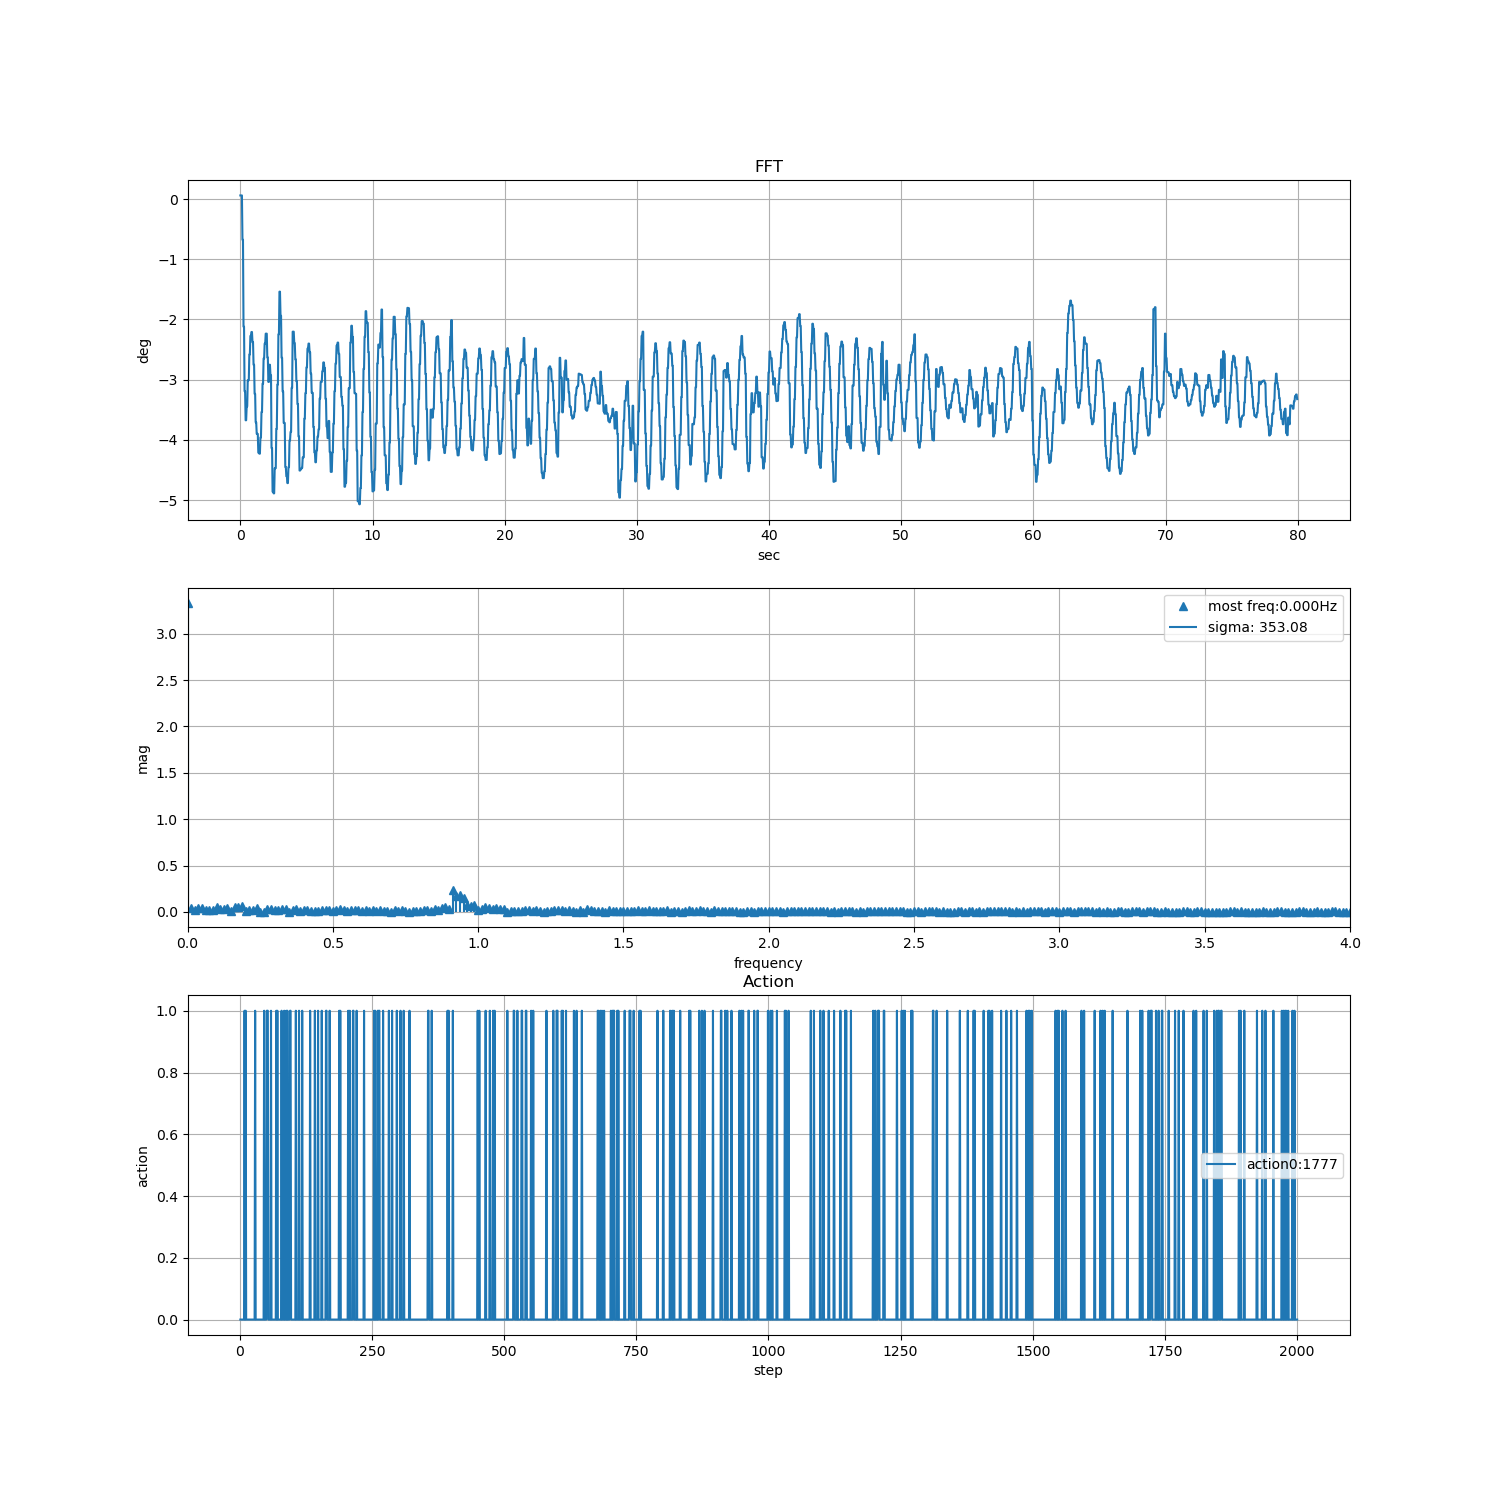 FFT
0
−1
−2
−3
−4
−5
deg
0 10 20 30 40 50 60 70 80
sec
most freq:0.000Hz
sigma: 353.08
3.0
2.5
2.0
1.5
1.0
0.5
0.0
mag
0.0 0.5 1.0 1.5 2.0 2.5 3.0 3.5 4.0
frequency
Action
1.0
0.8
0.6
0.4
0.2
0.0
action
action0:1777
0 250 500 750 1000 1250 1500 1750 2000
step